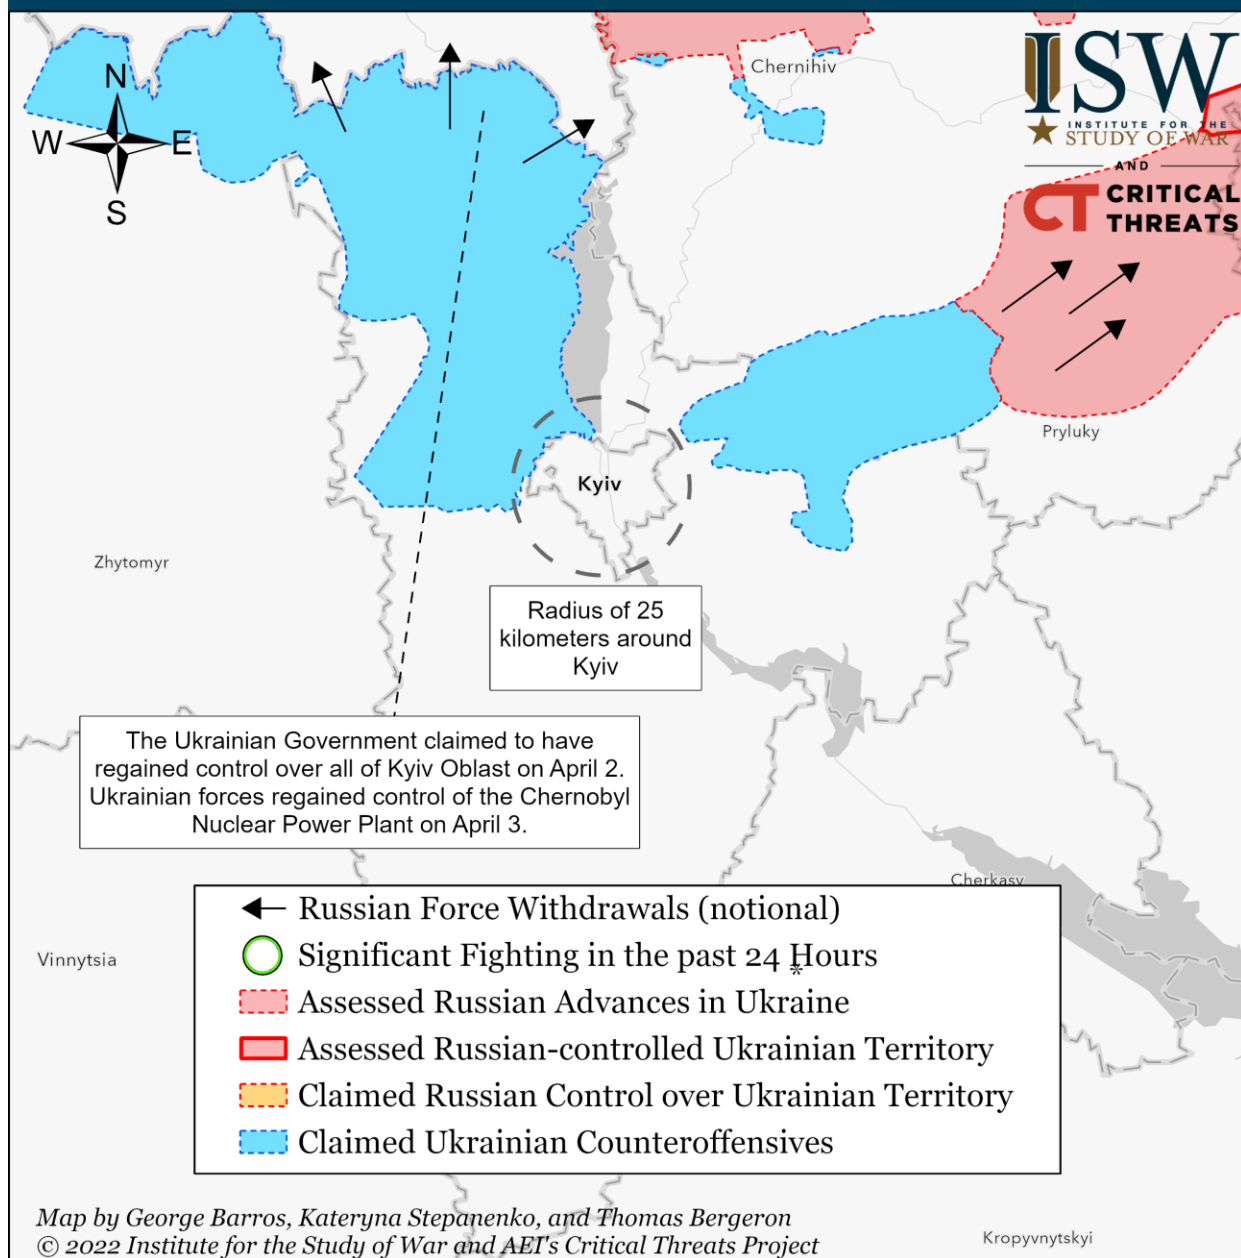 N
W E
S
Chernihiv
ISW
INSTITUTE FOR THE
STUDY OF WAR
AND
CT CRITICAL
THREATS
Pryluky
Kyiv
Zhytomyr
Radius of 25
kilometers around
Kyiv
The Ukrainian Government claimed to have
regained control over all of Kyiv Oblast on April 2.
Ukrainian forces regained control of the Chernobyl
Nuclear Power Plant on April 3.
Cherkasy
Vinnytsia
Russian Force Withdrawals (notional)
Significant Fighting in the past 24 Hours
*
Assessed Russian Advances in Ukraine
Assessed Russian-controlled Ukrainian Territory
Claimed Russian Control over Ukrainian Territory
Claimed Ukrainian Counteroffensives
Map by George Barros, Kateryna Stepanenko, and Thomas Bergeron
© 2022 Institute for the Study of War and AEI's Critical Threats Project
Kropyvnytskyi